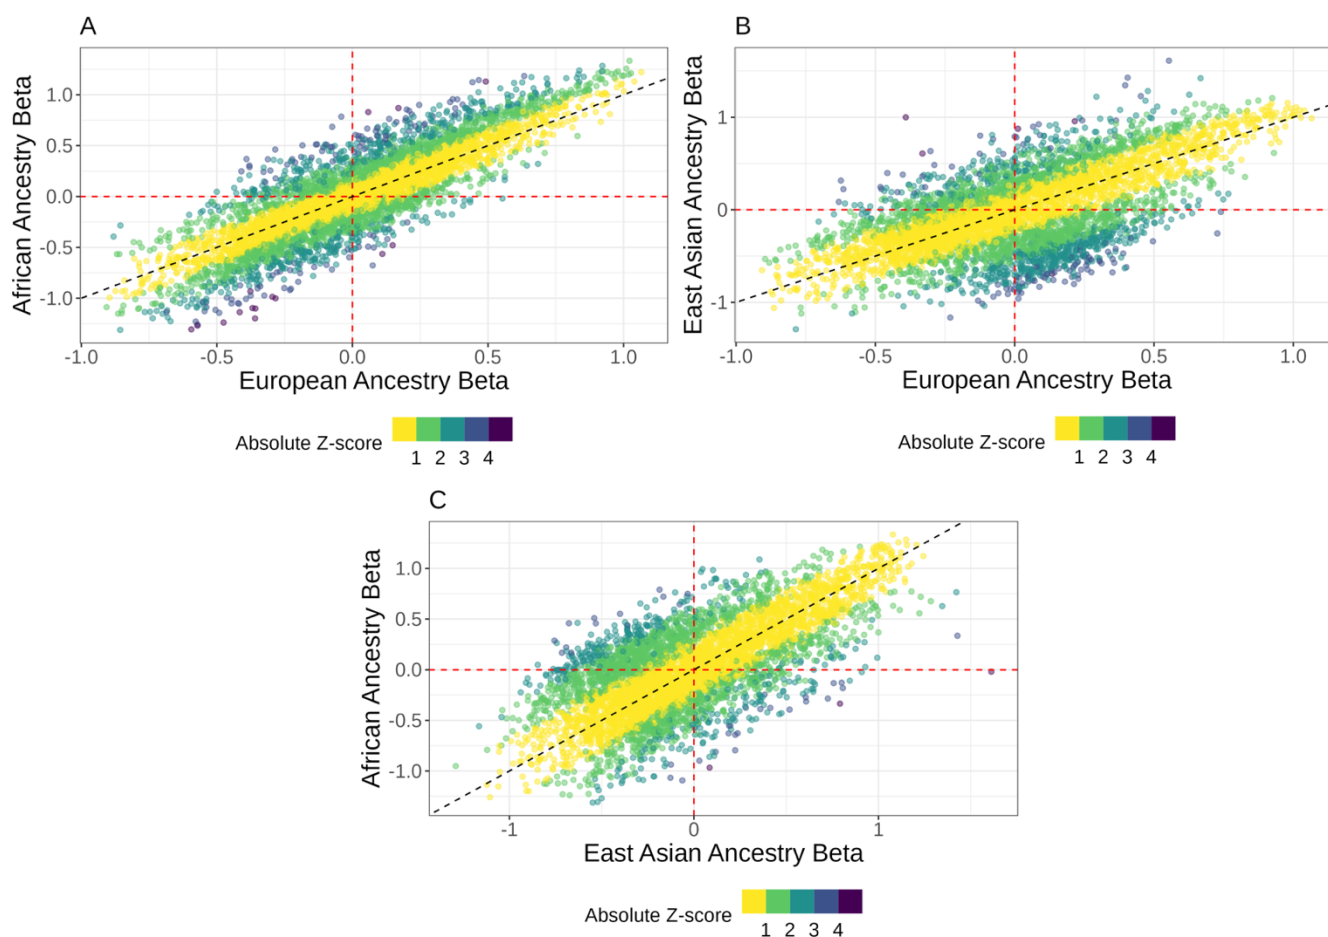 A
African Ancestry Beta
1.0
0.5
0.0
-0.5
-1.0
-1.0 -0.5 0.0 0.5 1.0
European Ancestry Beta
Absolute Z-score
1 2 3 4
B
East Asian Ancestry Beta
1
0
-1
-1.0 -0.5 0.0 0.5 1.0
European Ancestry Beta
Absolute Z-score
1 2 3 4
C
African Ancestry Beta
1.0
0.5
0.0
-0.5
-1.0
-1 0 1
East Asian Ancestry Beta
Absolute Z-score
1 2 3 4